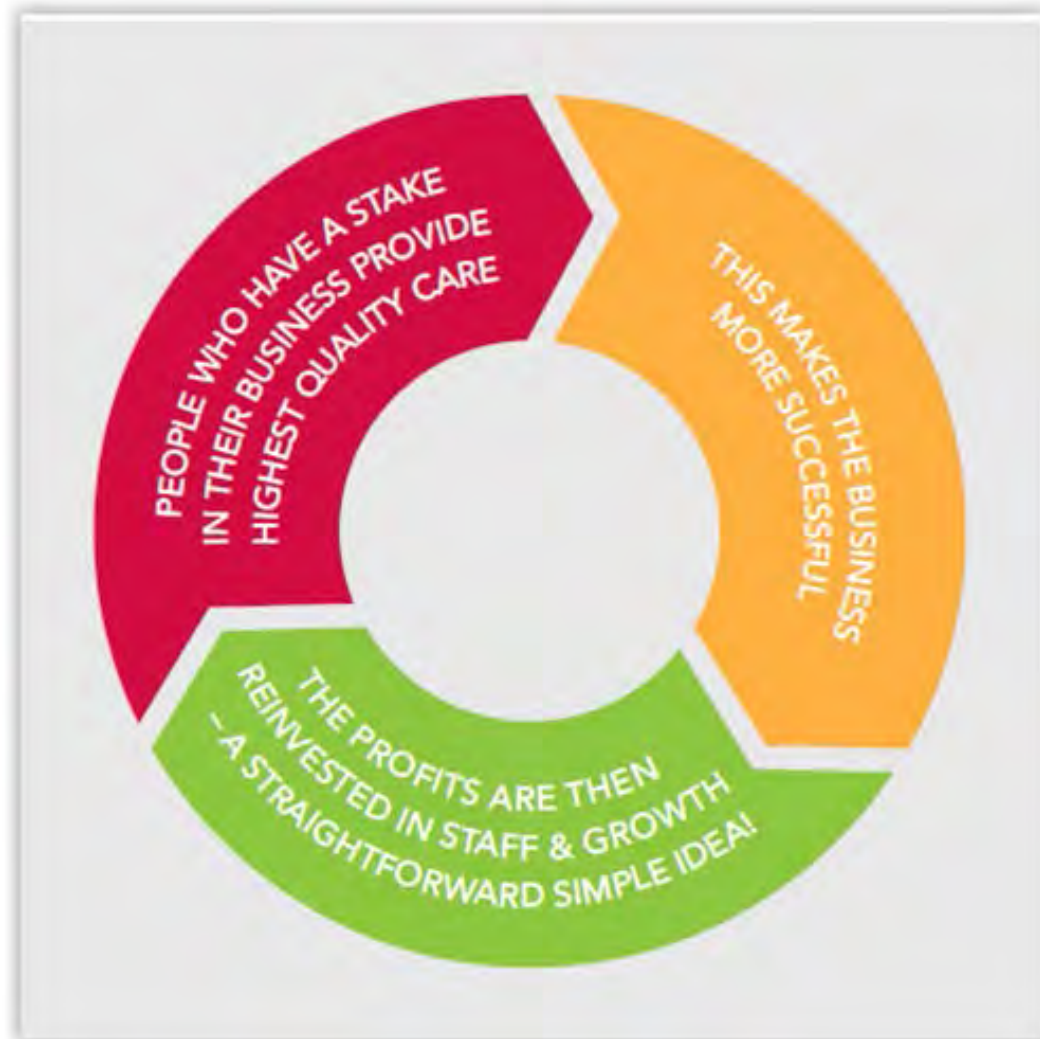 PEOPLE WHO HAVE A STAKE
IN THEIR BUSINESS PROVIDE
HIGHEST QUALITY CARE
THIS MAKES THE BUSINESS
MORE SUCCESSFUL
THE PROFITS ARE THEN
REINVESTED IN STAFF & GROWTH
– A STRAIGHTFORWARD SIMPLE IDEA!